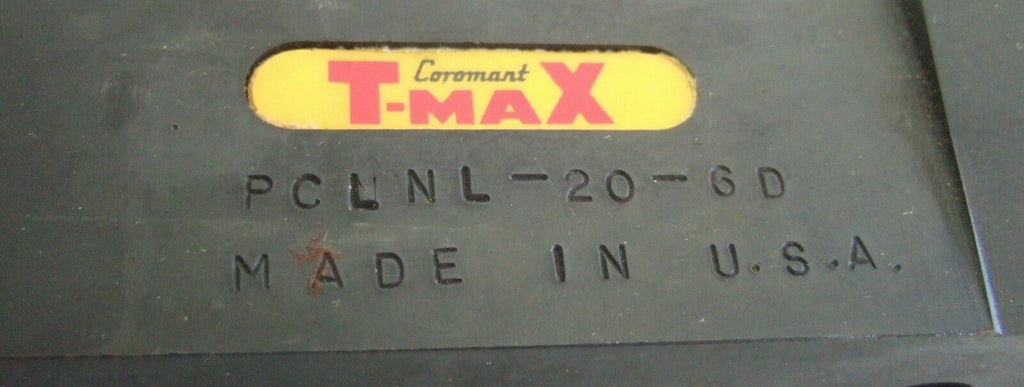 Coromant
T-MAX
PCLNL-20-6D
MADE IN U.S.A.